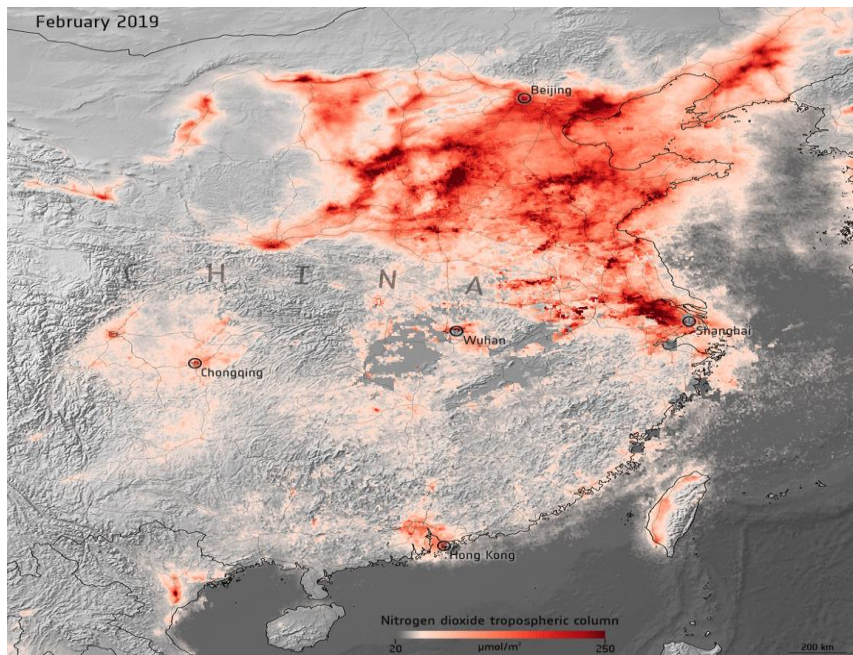 February 2019
Beijing
C H I N A
Shanghai
Wuhan
Chongqing
Hong Kong
Nitrogen dioxide tropospheric column
20 µmol/m² 250
200 km